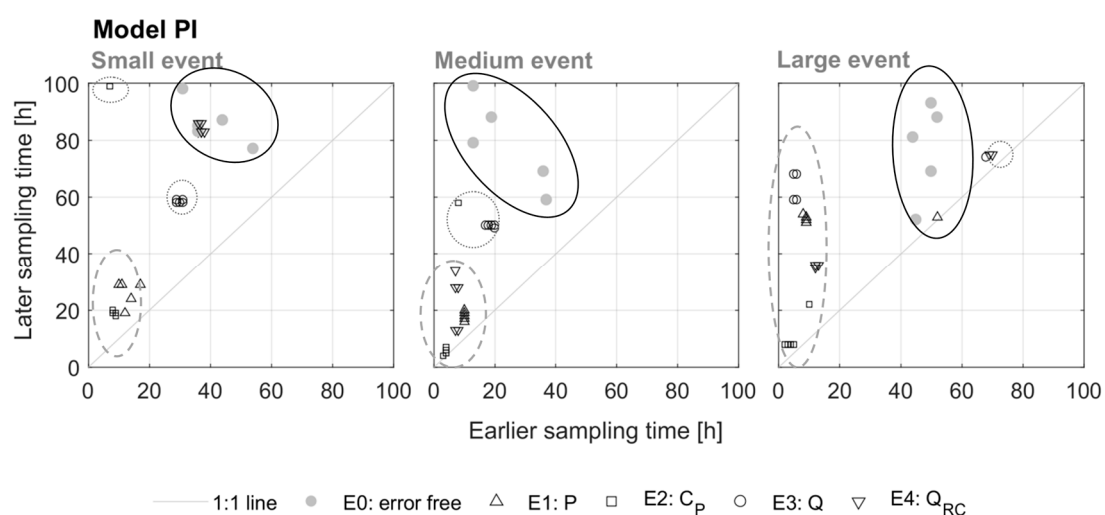 Model PI
Small event
Medium event
Large event
Later sampling time [h]
100
80
60
40
20
0
0 20 40 60 80 100
0 20 40 60 80 100
0 20 40 60 80 100
Earlier sampling time [h]
1:1 line E0: error free E1: P E2: C_P E3: Q E4: Q_RC